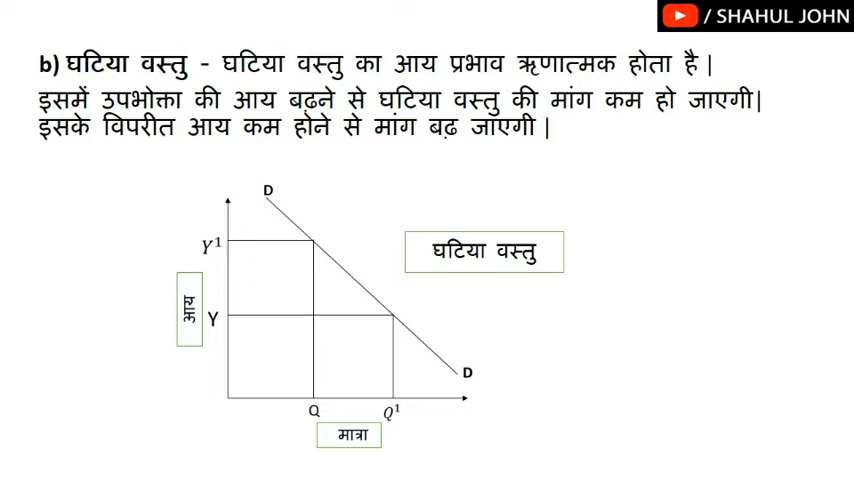 / SHAHUL JOHN
b) घटिया वस्तु - घटिया वस्तु का आय प्रभाव ऋणात्मक होता है |
इसमें उपभोक्ता की आय बढ़ने से घटिया वस्तु की मांग कम हो जाएगी|
इसके विपरीत आय कम होने से मांग बढ़ जाएगी |
D
Y¹
घटिया वस्तु
आय
Y
D
Q Q¹
मात्रा